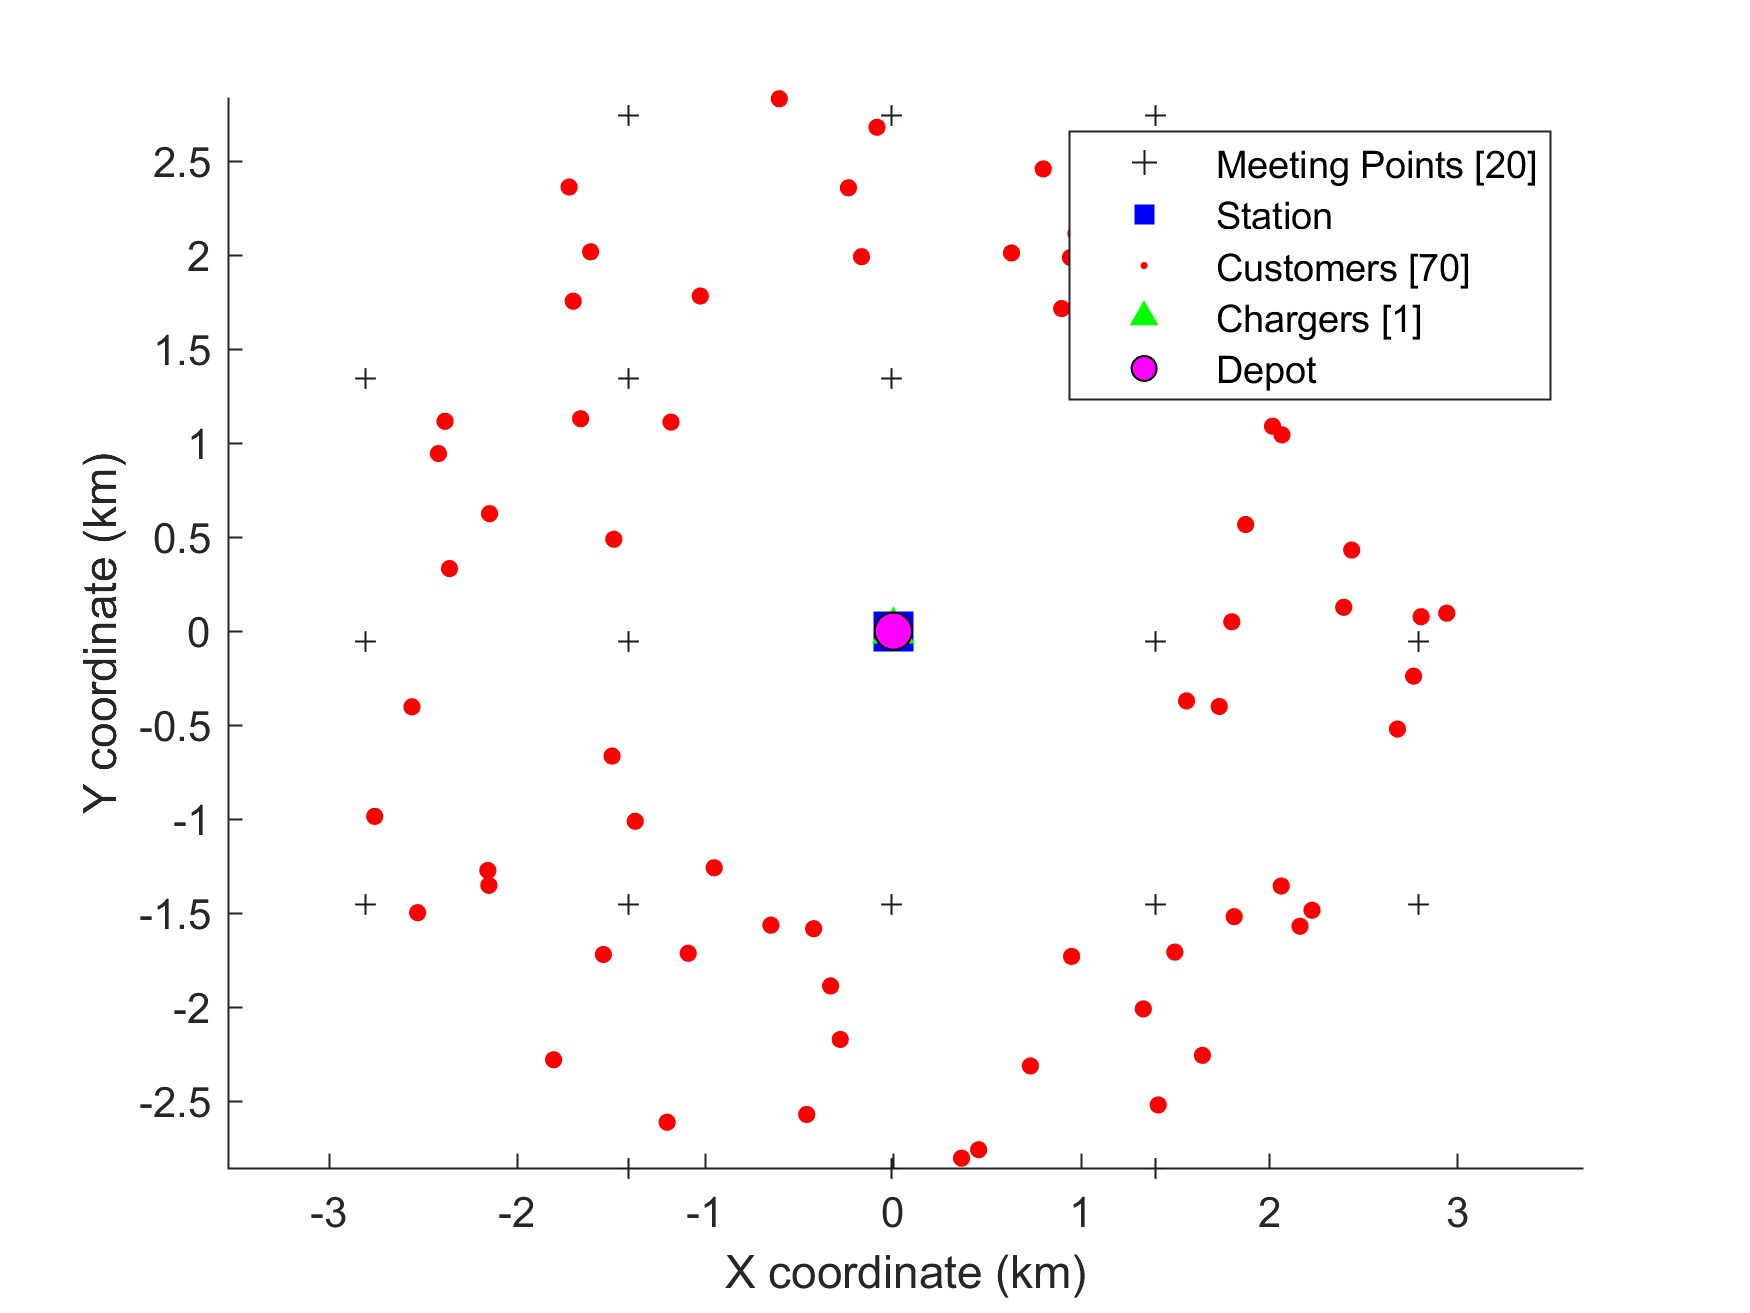 2.5
2
1.5
1
0.5
0
-0.5
-1
-1.5
-2
-2.5
Y coordinate (km)
Meeting Points [20]
Station
Customers [70]
Chargers [1]
Depot
-3 -2 -1 0 1 2 3
X coordinate (km)